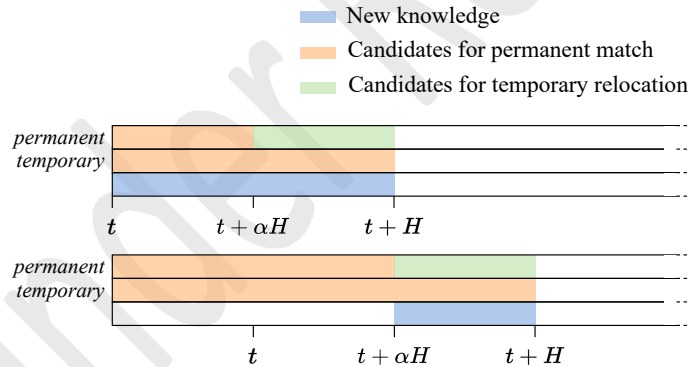 New knowledge
Candidates for permanent match
Candidates for temporary relocation
permanent
temporary
t t + αH t + H
permanent
temporary
t t + αH t + H